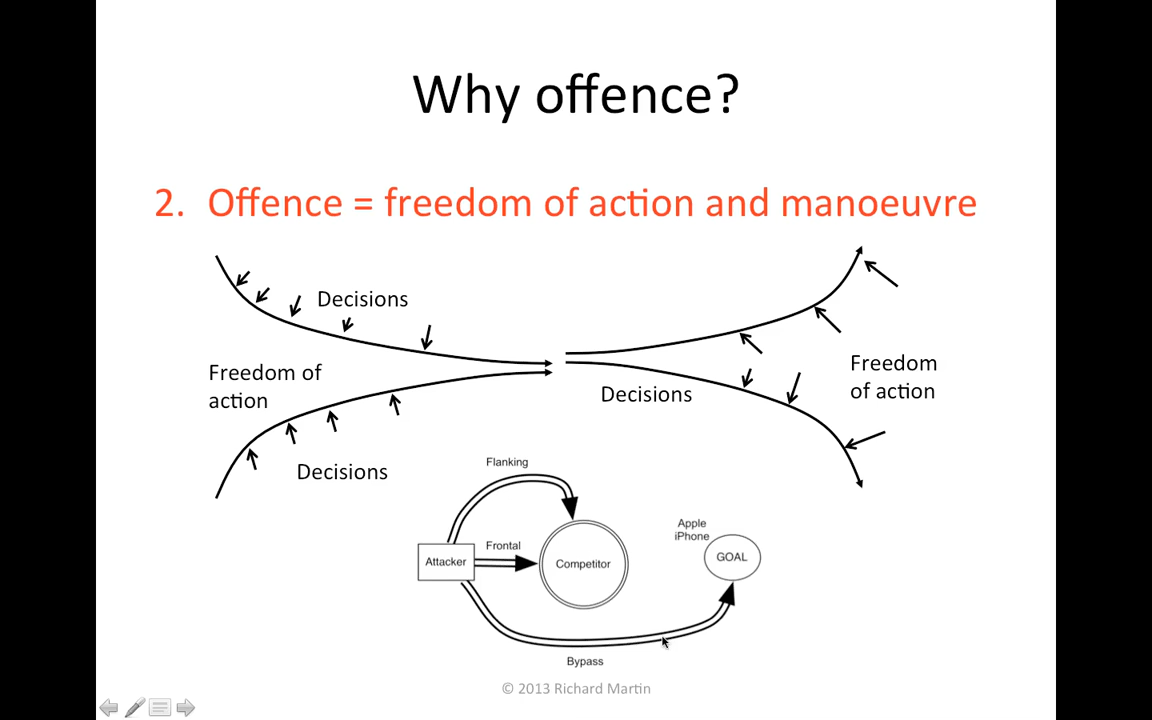 Why offence?
2. Offence = freedom of action and manoeuvre
Decisions
Freedom of
action
Decisions
Decisions
Freedom
of action
Flanking
Frontal
Attacker
Competitor
Apple
iPhone
GOAL
Bypass
© 2013 Richard Martin